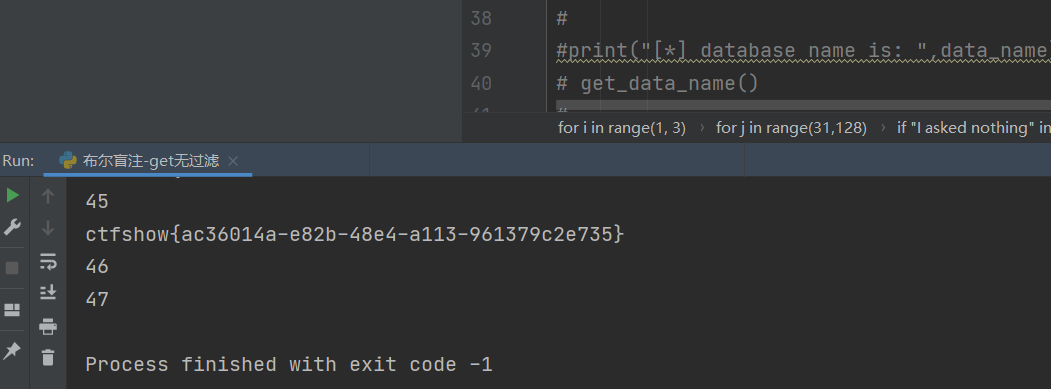 38 #
39 #print("[*] database name is: ",data_name)
40 # get_data_name()
41 #
for i in range(1, 3) › for j in range(31,128) › if "I asked nothing" in
Run: 布尔盲注-get无过滤 ×
45
ctfshow{ac36014a-e82b-48e4-a113-961379c2e735}
46
47
Process finished with exit code -1